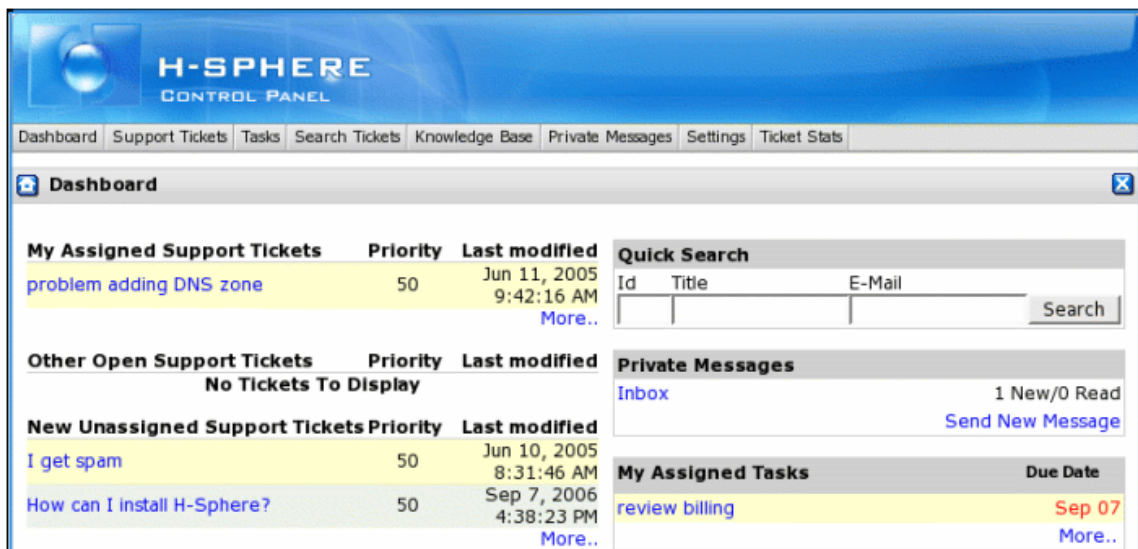 H-SPHERE
CONTROL PANEL
Dashboard Support Tickets Tasks Search Tickets Knowledge Base Private Messages Settings Ticket Stats
Dashboard
My Assigned Support Tickets Priority Last modified
problem adding DNS zone 50 Jun 11, 2005
9:42:16 AM
More..
Other Open Support Tickets Priority Last modified
No Tickets To Display
New Unassigned Support Tickets Priority Last modified
I get spam 50 Jun 10, 2005
8:31:46 AM
How can I install H-Sphere? 50 Sep 7, 2006
4:38:23 PM
More..
Quick Search
Id Title E-Mail
Search
Private Messages
Inbox 1 New/0 Read
Send New Message
My Assigned Tasks Due Date
review billing Sep 07
More..